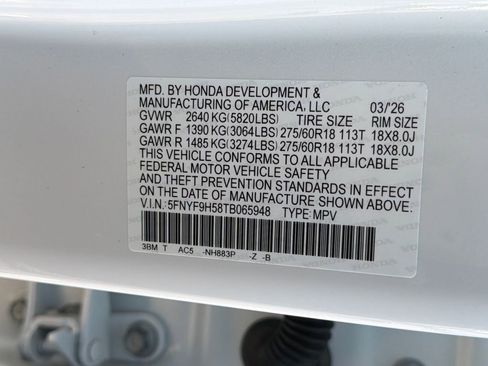 MFD. BY HONDA DEVELOPMENT &
MANUFACTURING OF AMERICA, LLC 03/'26
GVWR 2640 KG (5820LBS) TIRE SIZE RIM SIZE
GAWR F 1390 KG (3064LBS) 275/60R18 113T 18X8.0J
GAWR R 1485 KG (3274LBS) 275/60R18 113T 18X8.0J
THIS VEHICLE CONFORMS TO ALL APPLICABLE
FEDERAL MOTOR VEHICLE SAFETY
AND THEFT PREVENTION STANDARDS IN EFFECT
ON THE DATE OF MANUFACTURE SHOWN ABOVE.
V.I.N.: 5FNYF9H58TB065948 TYPE: MPV
3BM T AC5 -NH883P -Z -B